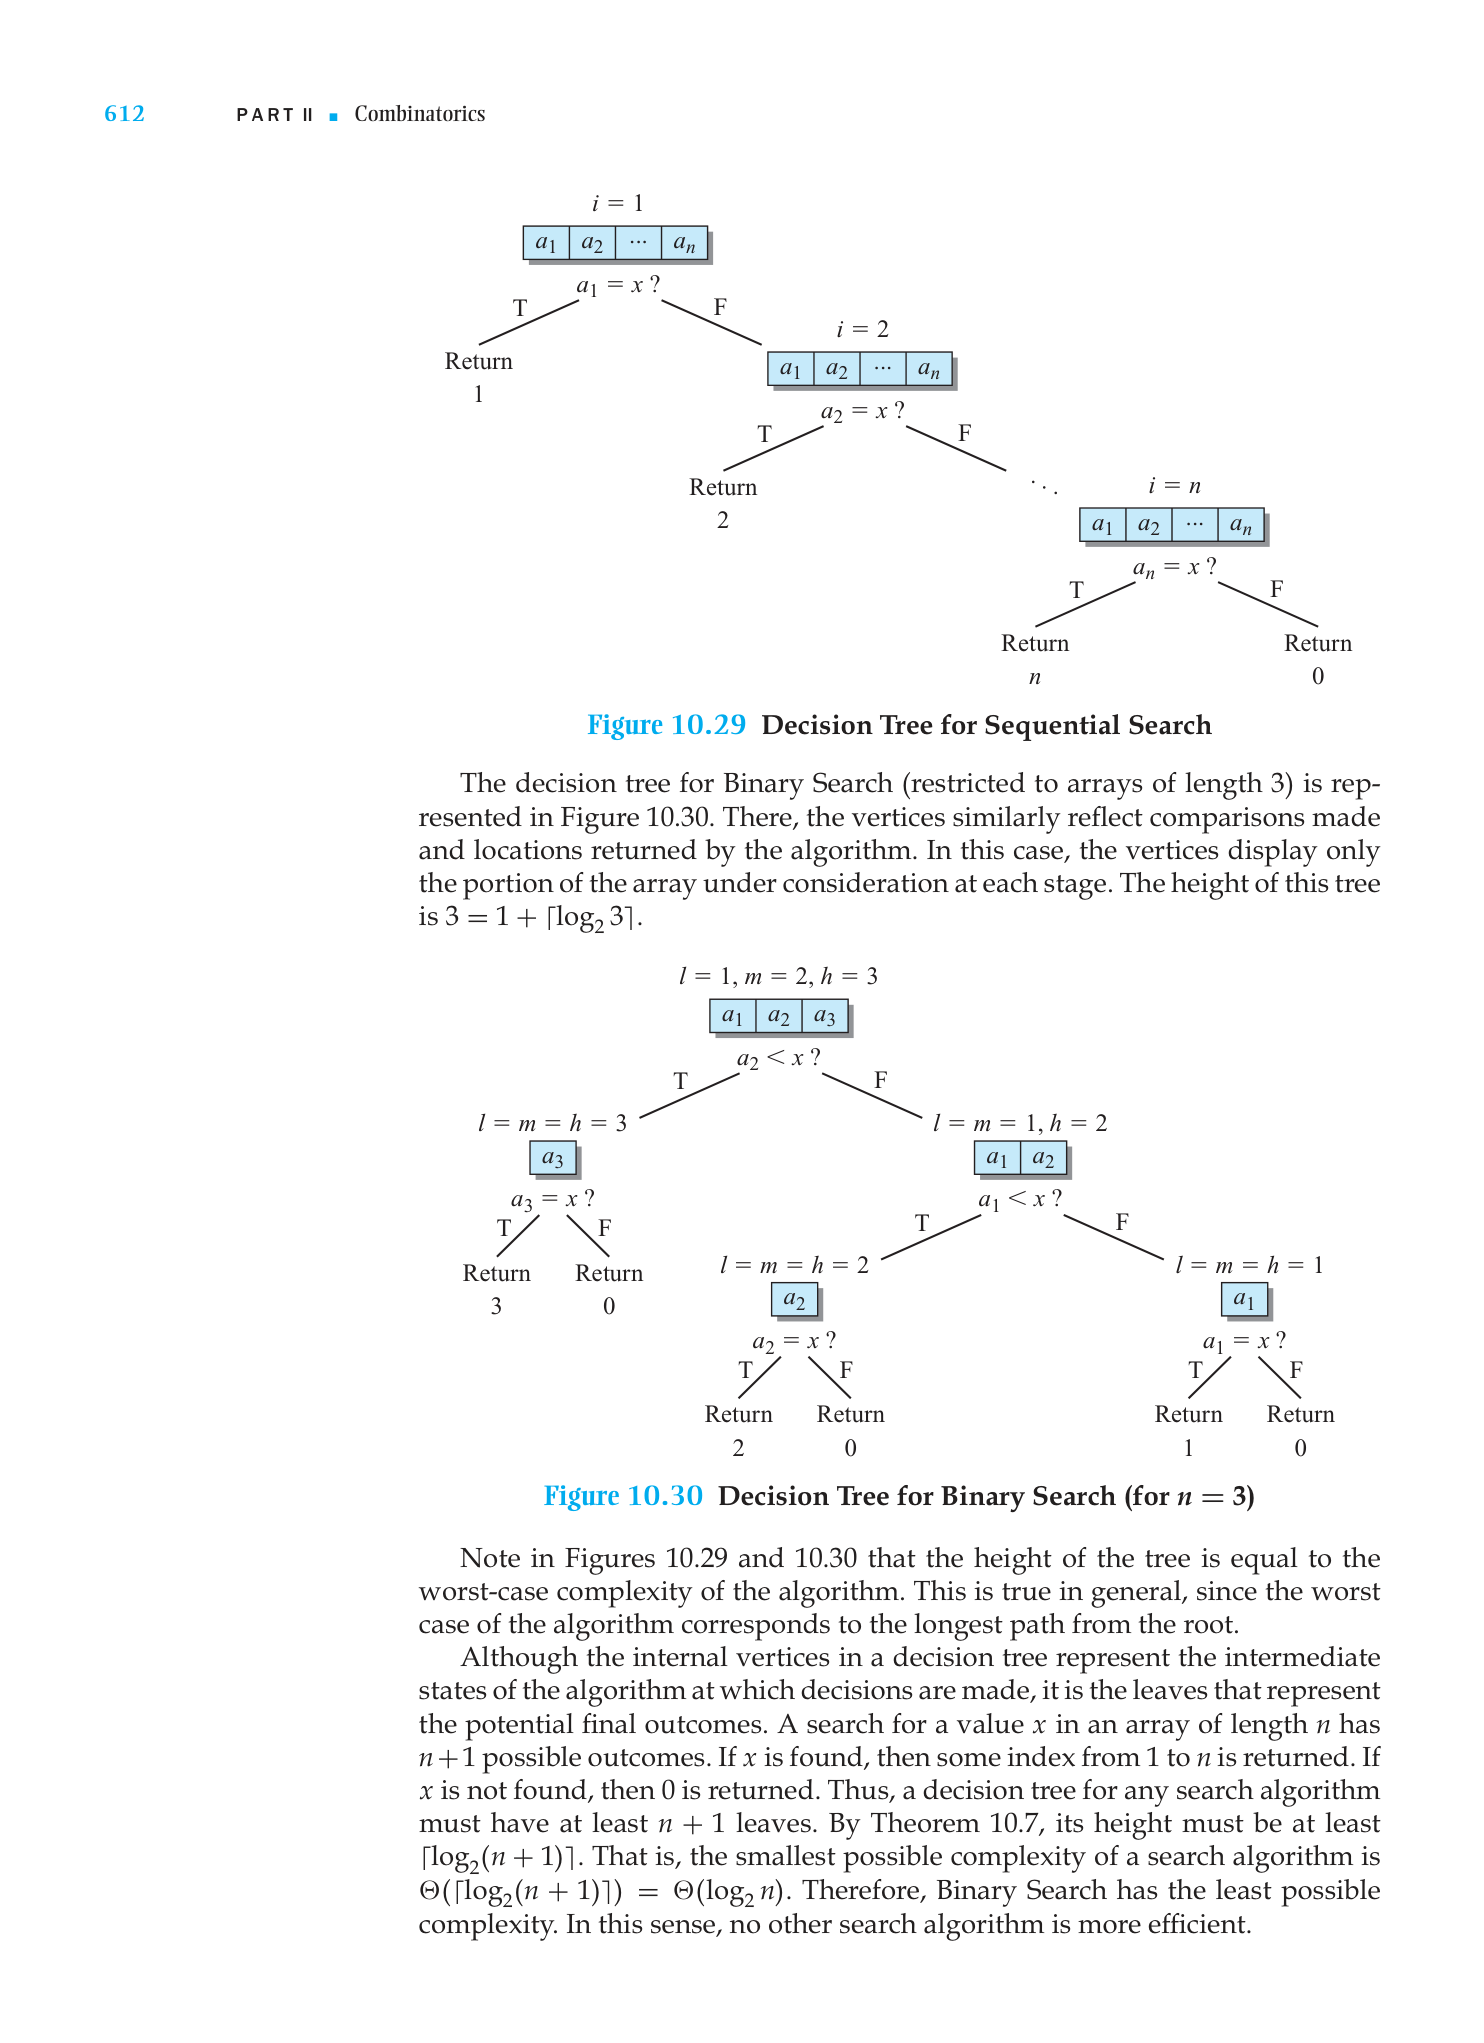 612 PART II ■ Combinatorics
i = 1
a1 a2 ··· an
a1 = x ?
T F
Return
1
i = 2
a1 a2 ··· an
a2 = x ?
T F
Return
2
⋱
i = n
a1 a2 ··· an
an = x ?
T F
Return Return
n 0
Figure 10.29 Decision Tree for Sequential Search
The decision tree for Binary Search (restricted to arrays of length 3) is rep-
resented in Figure 10.30. There, the vertices similarly reflect comparisons made
and locations returned by the algorithm. In this case, the vertices display only
the portion of the array under consideration at each stage. The height of this tree
is 3 = 1 + ⌈log₂ 3⌉.
l = 1, m = 2, h = 3
a1 a2 a3
a2 < x ?
T F
l = m = h = 3 l = m = 1, h = 2
a3 a1 a2
a3 = x ? a1 < x ?
T F T F
Return Return l = m = h = 2 l = m = h = 1
3 0 a2 a1
a2 = x ? a1 = x ?
T F T F
Return Return Return Return
2 0 1 0
Figure 10.30 Decision Tree for Binary Search (for n = 3)
Note in Figures 10.29 and 10.30 that the height of the tree is equal to the
worst-case complexity of the algorithm. This is true in general, since the worst
case of the algorithm corresponds to the longest path from the root.
Although the internal vertices in a decision tree represent the intermediate
states of the algorithm at which decisions are made, it is the leaves that represent
the potential final outcomes. A search for a value x in an array of length n has
n + 1 possible outcomes. If x is found, then some index from 1 to n is returned. If
x is not found, then 0 is returned. Thus, a decision tree for any search algorithm
must have at least n + 1 leaves. By Theorem 10.7, its height must be at least
⌈log₂(n + 1)⌉. That is, the smallest possible complexity of a search algorithm is
Θ(⌈log₂(n + 1)⌉) = Θ(log₂ n). Therefore, Binary Search has the least possible
complexity. In this sense, no other search algorithm is more efficient.